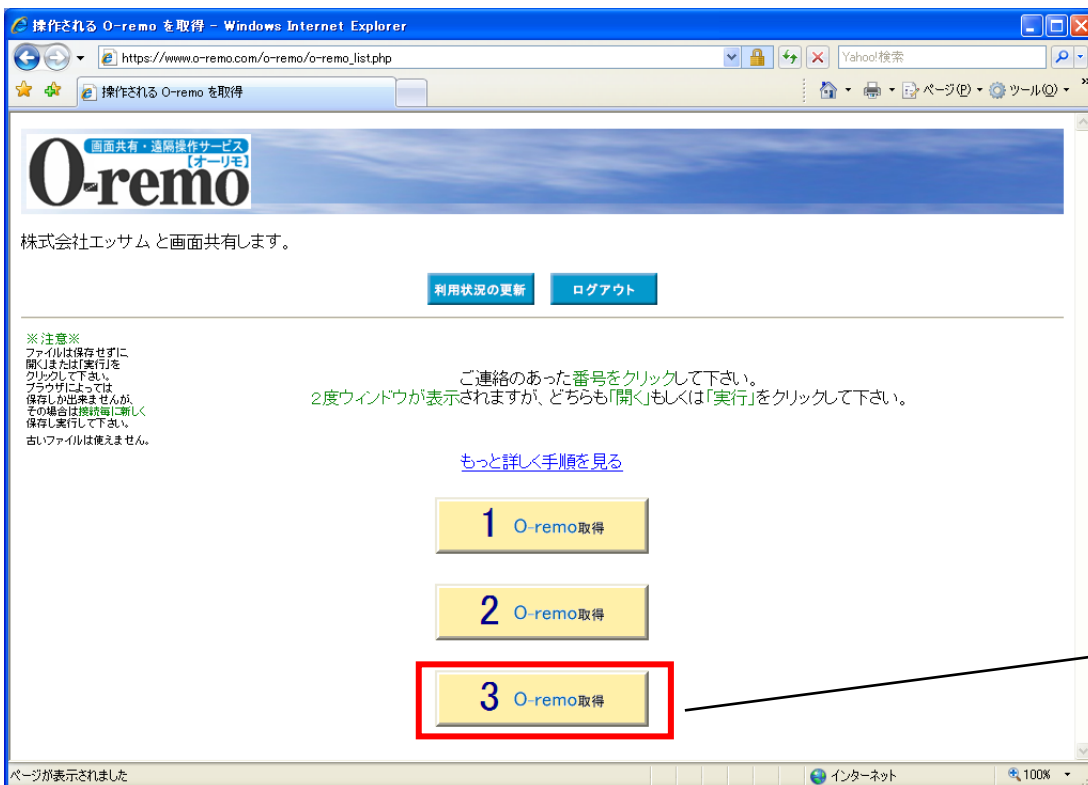 操作される O-remo を取得 - Windows Internet Explorer
https://www.o-remo.com/o-remo/o-remo_list.php
Yahoo!検索
操作される O-remo を取得
ページ(P)
ツール(O)
»
画面共有・遠隔操作サービス
【オーリモ】
O-remo
株式会社エッサム と画面共有します。
利用状況の更新
ログアウト
※注意※
ファイルは保存せずに
開く」または「実行」を
クリックして下さい。
ブラウザによっては
保存しか出来ませんが、
その場合は接続毎に新しく
保存し実行して下さい。
古いファイルは使えません。
ご連絡のあった番号をクリックして下さい。
2度ウィンドウが表示されますが、どちらも「開く」もしくは「実行」をクリックして下さい。
もっと詳しく手順を見る
1 O-remo取得
2 O-remo取得
3 O-remo取得
ページが表示されました
インターネット
100%